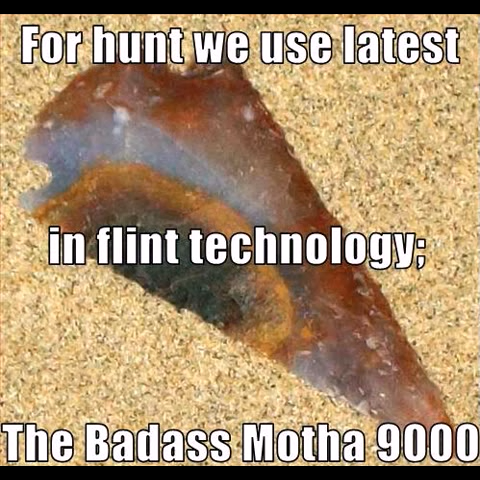 For hunt we use latest
in flint technology;
The Badass Motha 9000